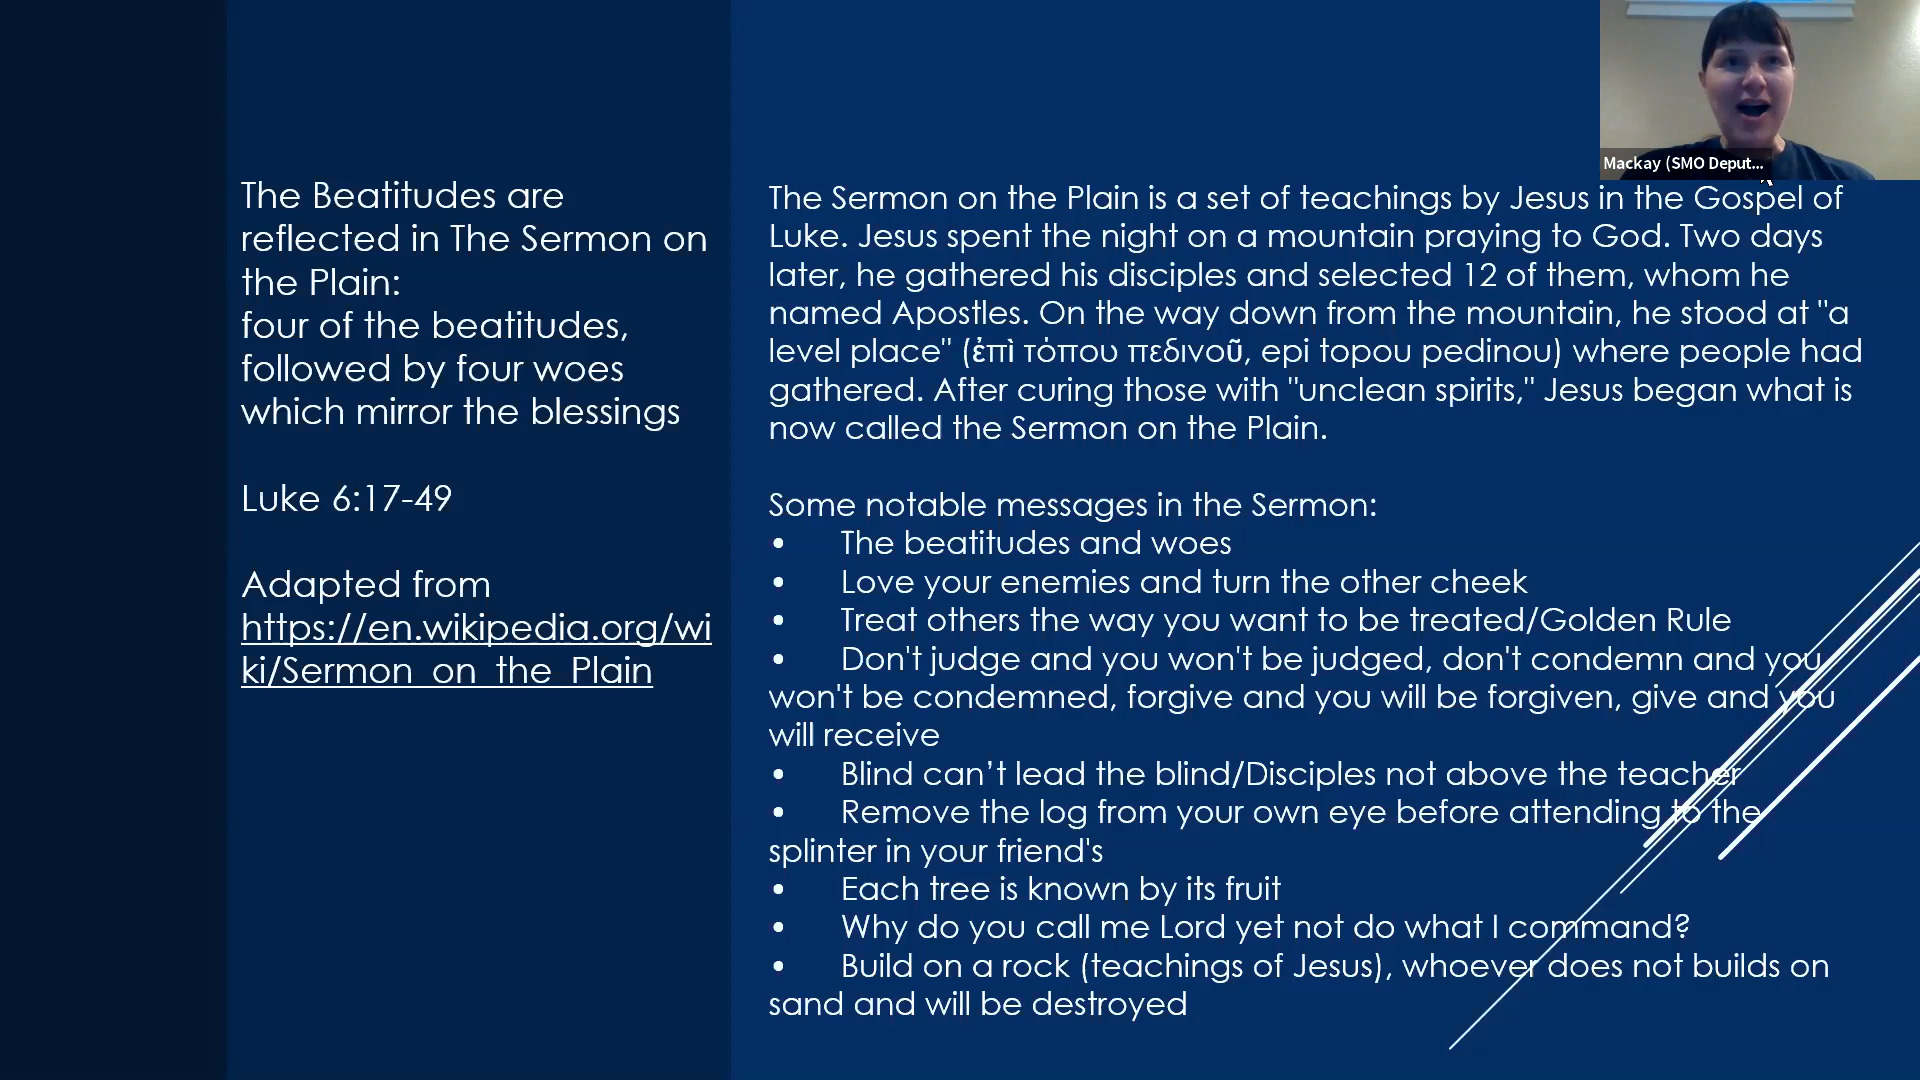 Mackay (SMO Deput...
The Beatitudes are
reflected in The Sermon on
the Plain:
four of the beatitudes,
followed by four woes
which mirror the blessings
Luke 6:17-49
Adapted from
https://en.wikipedia.org/wi
ki/Sermon_on_the_Plain
The Sermon on the Plain is a set of teachings by Jesus in the Gospel of
Luke. Jesus spent the night on a mountain praying to God. Two days
later, he gathered his disciples and selected 12 of them, whom he
named Apostles. On the way down from the mountain, he stood at "a
level place" (ἐπὶ τόπου πεδινοῦ, epi topou pedinou) where people had
gathered. After curing those with "unclean spirits," Jesus began what is
now called the Sermon on the Plain.
Some notable messages in the Sermon:
• The beatitudes and woes
• Love your enemies and turn the other cheek
• Treat others the way you want to be treated/Golden Rule
• Don't judge and you won't be judged, don't condemn and you
won't be condemned, forgive and you will be forgiven, give and you
will receive
• Blind can’t lead the blind/Disciples not above the teacher
• Remove the log from your own eye before attending to the
splinter in your friend's
• Each tree is known by its fruit
• Why do you call me Lord yet not do what I command?
• Build on a rock (teachings of Jesus), whoever does not builds on
sand and will be destroyed